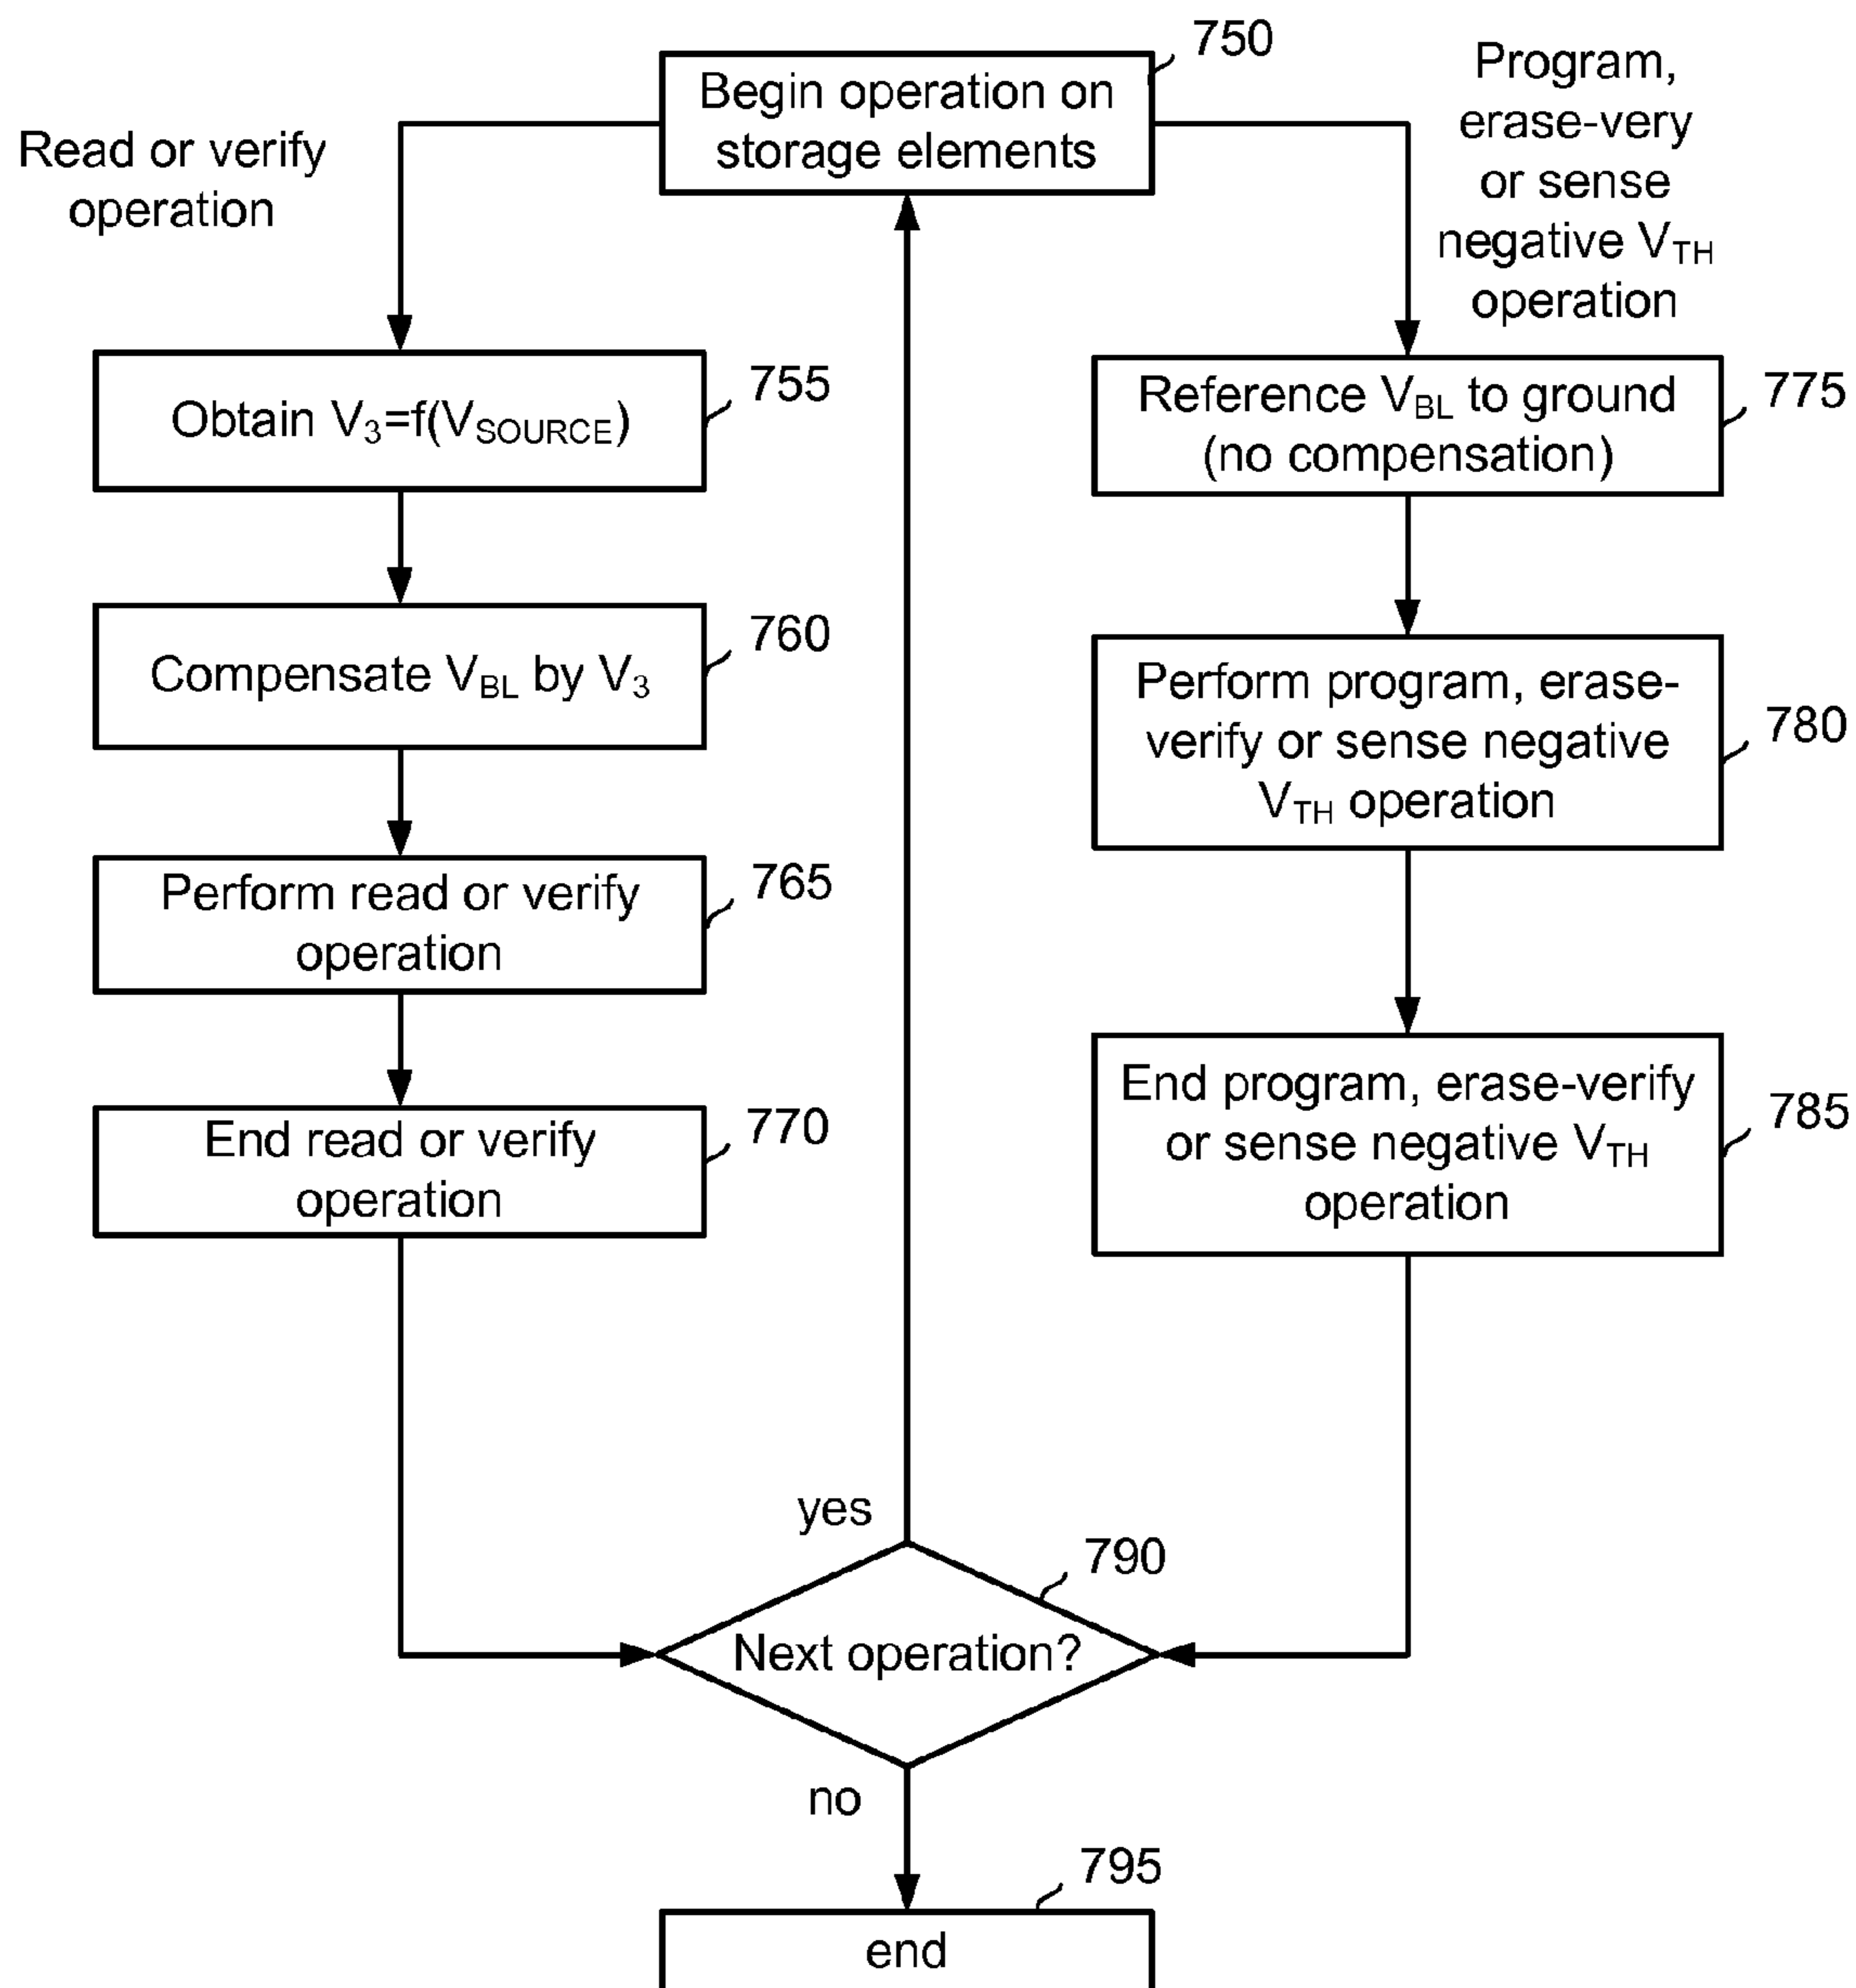 750
Begin operation on
storage elements
Read or verify
operation
Program,
erase-very
or sense
negative VTH
operation
755
Obtain V3=f(VSOURCE)
775
Reference VBL to ground
(no compensation)
760
Compensate VBL by V3
780
Perform program, erase-
verify or sense negative
VTH operation
765
Perform read or verify
operation
785
End program, erase-verify
or sense negative VTH
operation
770
End read or verify
operation
yes
790
Next operation?
no
795
end